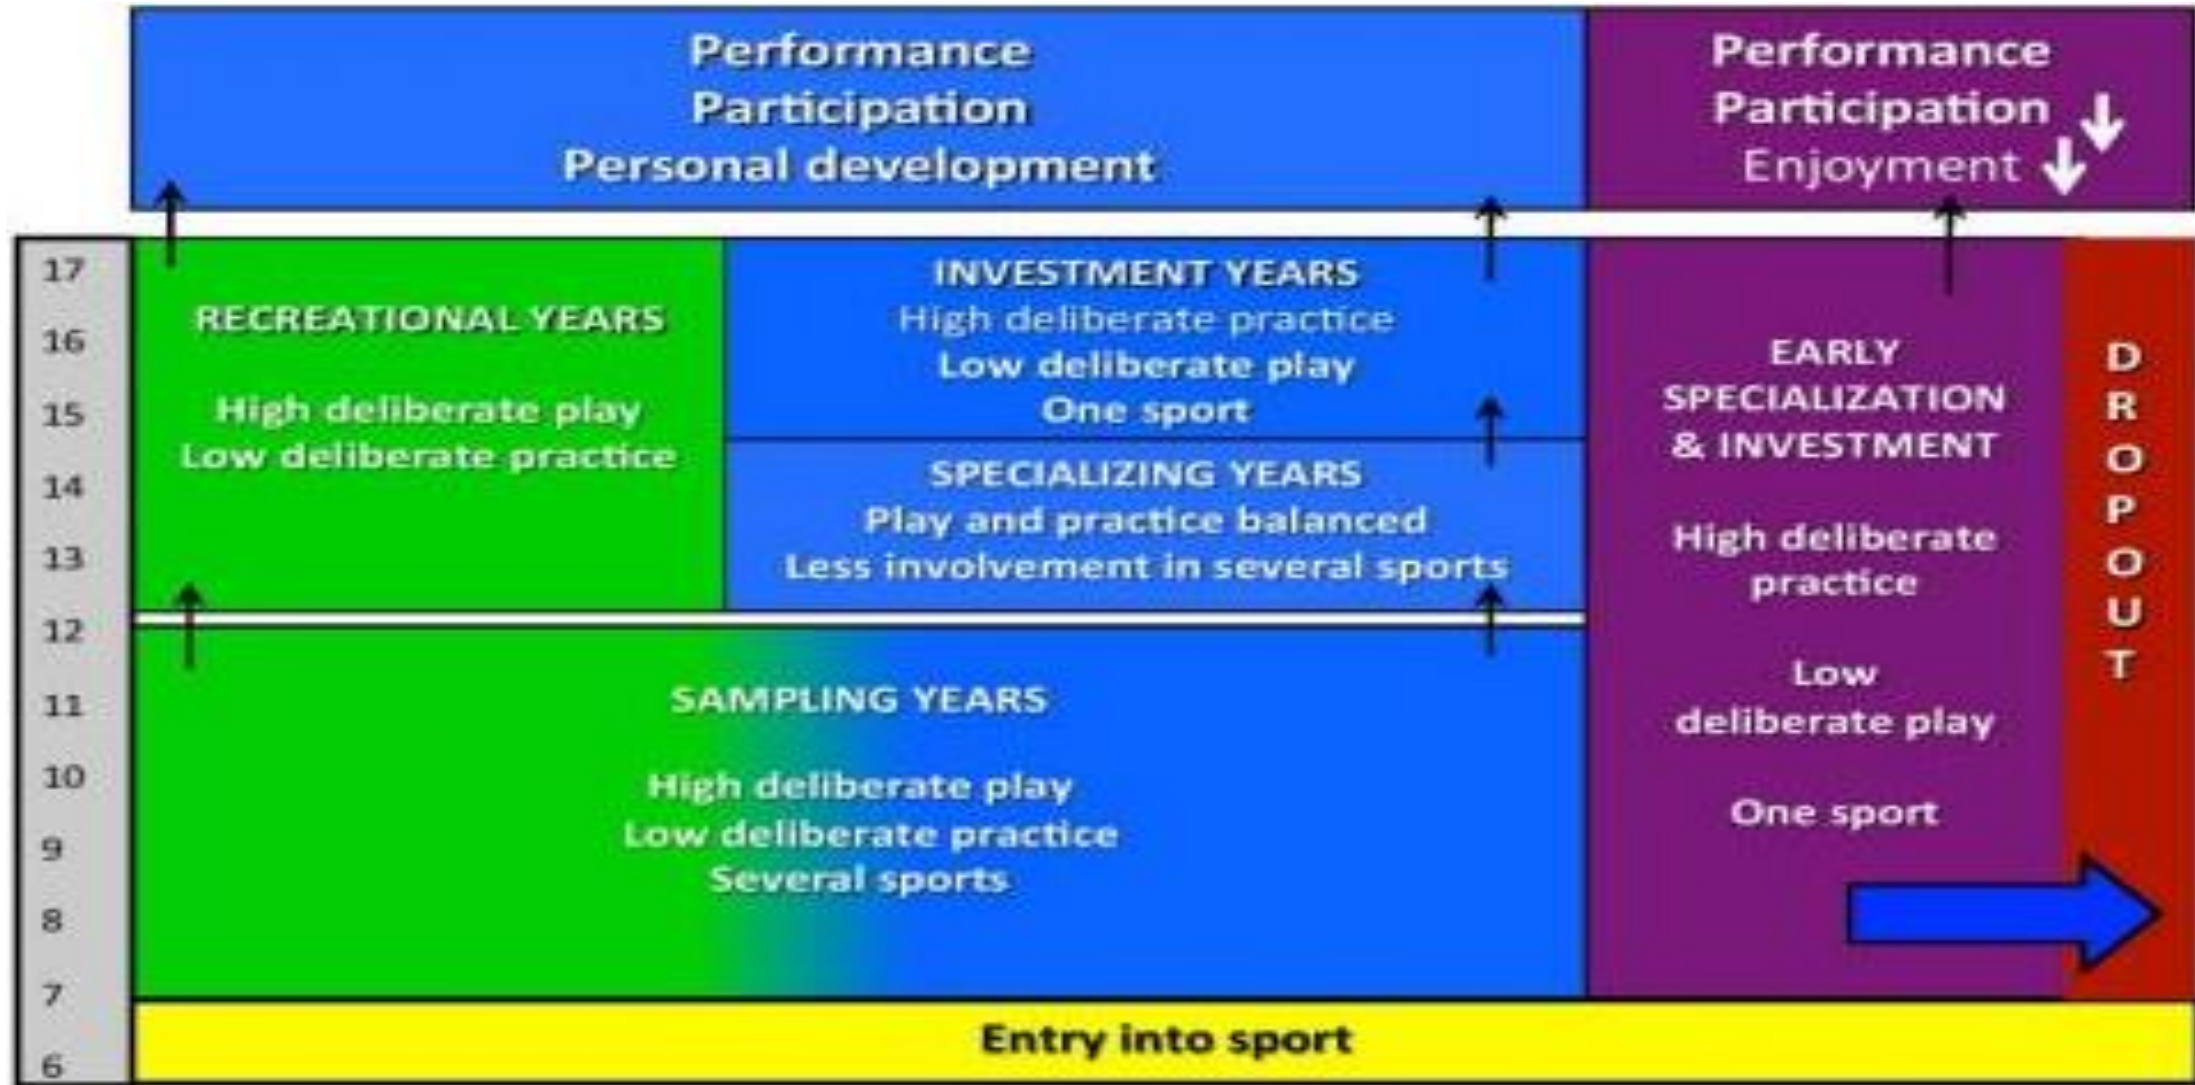 Performance
Participation
Personal development
Performance
Participation
Enjoyment
17
16
15
14
13
12
11
10
9
8
7
6
RECREATIONAL YEARS
High deliberate play
Low deliberate practice
INVESTMENT YEARS
High deliberate practice
Low deliberate play
One sport
SPECIALIZING YEARS
Play and practice balanced
Less involvement in several sports
SAMPLING YEARS
High deliberate play
Low deliberate practice
Several sports
EARLY
SPECIALIZATION
& INVESTMENT
High deliberate
practice
Low
deliberate play
One sport
DROPOUT
Entry into sport